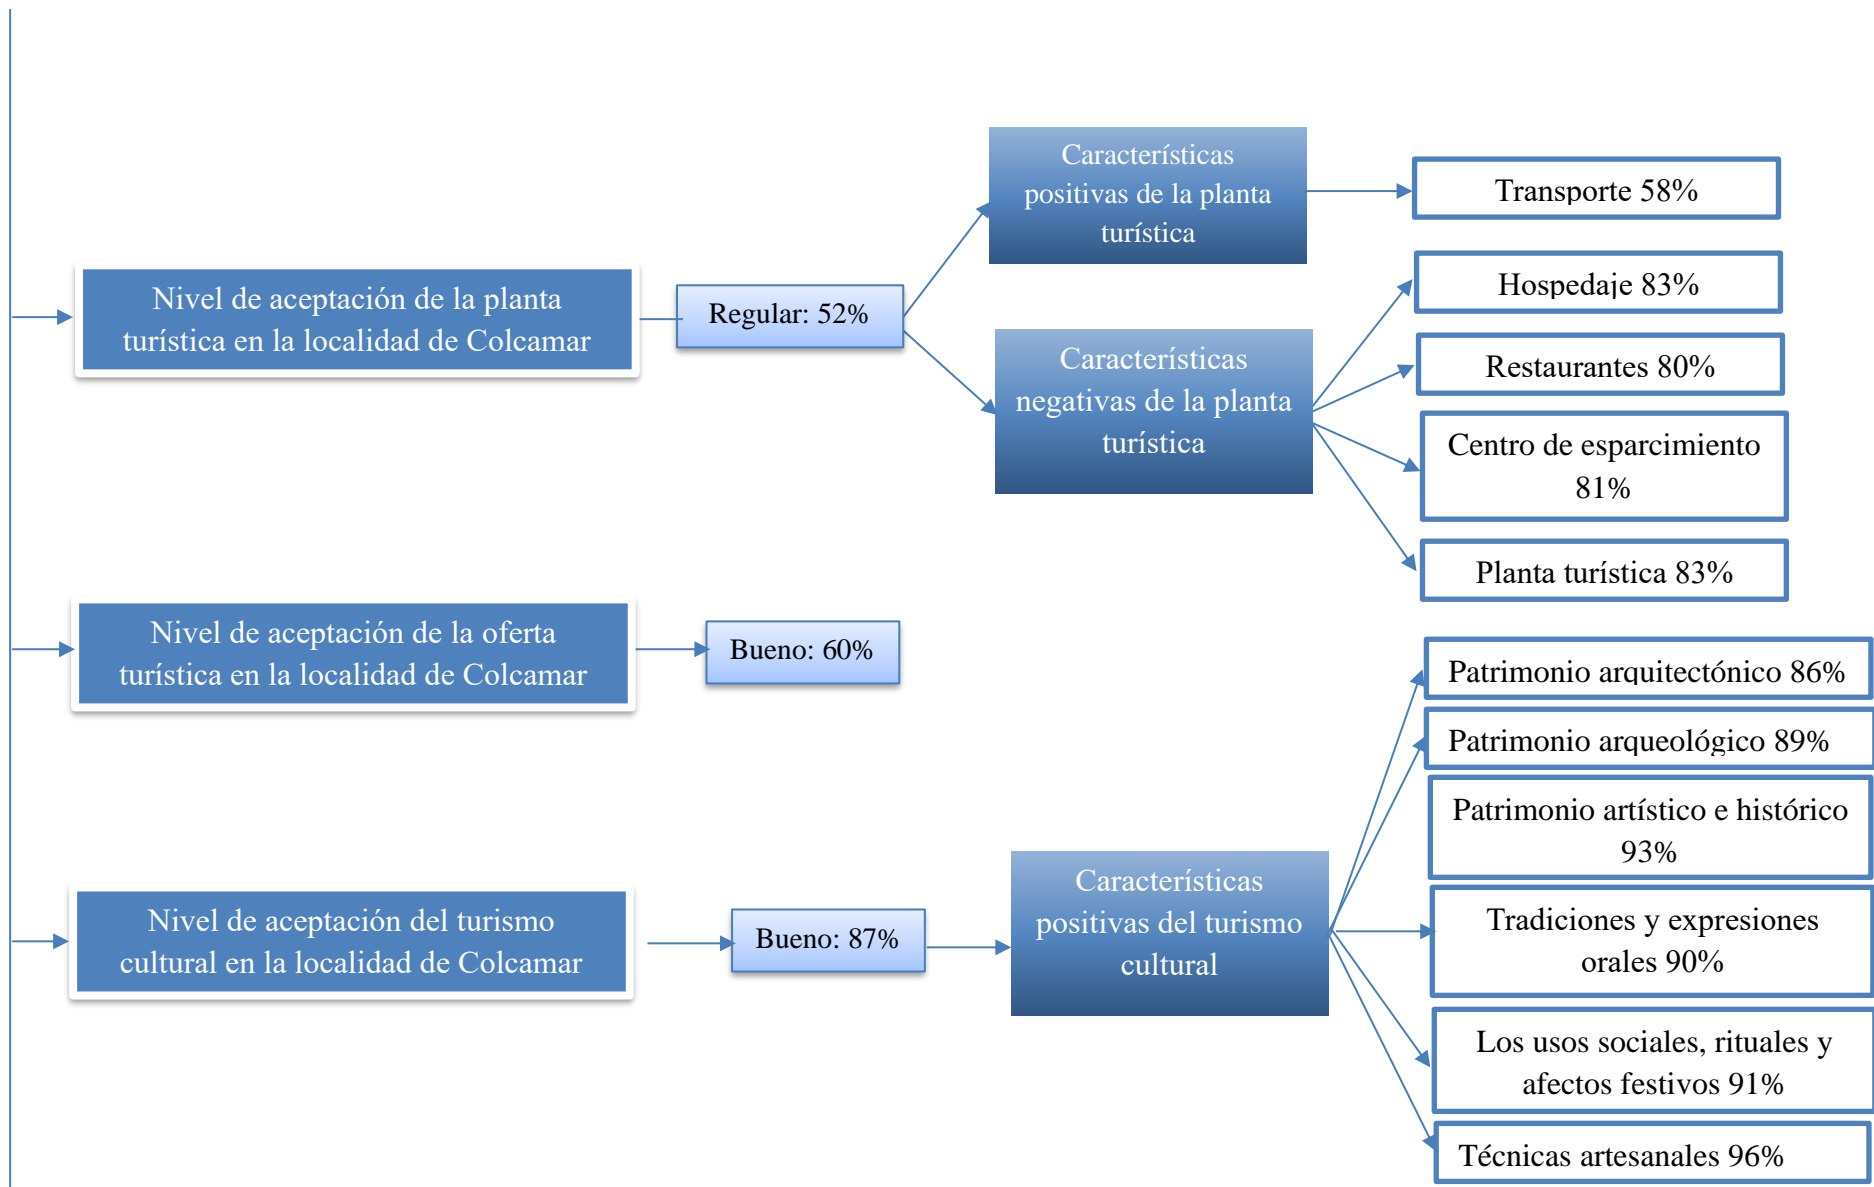 Características
positivas de la planta
turística
Transporte 58%
Nivel de aceptación de la planta
turística en la localidad de Colcamar
Regular: 52%
Características
negativas de la planta
turística
Hospedaje 83%
Restaurantes 80%
Centro de esparcimiento
81%
Planta turística 83%
Nivel de aceptación de la oferta
turística en la localidad de Colcamar
Bueno: 60%
Nivel de aceptación del turismo
cultural en la localidad de Colcamar
Bueno: 87%
Características
positivas del turismo
cultural
Patrimonio arquitectónico 86%
Patrimonio arqueológico 89%
Patrimonio artístico e histórico
93%
Tradiciones y expresiones
orales 90%
Los usos sociales, rituales y
afectos festivos 91%
Técnicas artesanales 96%